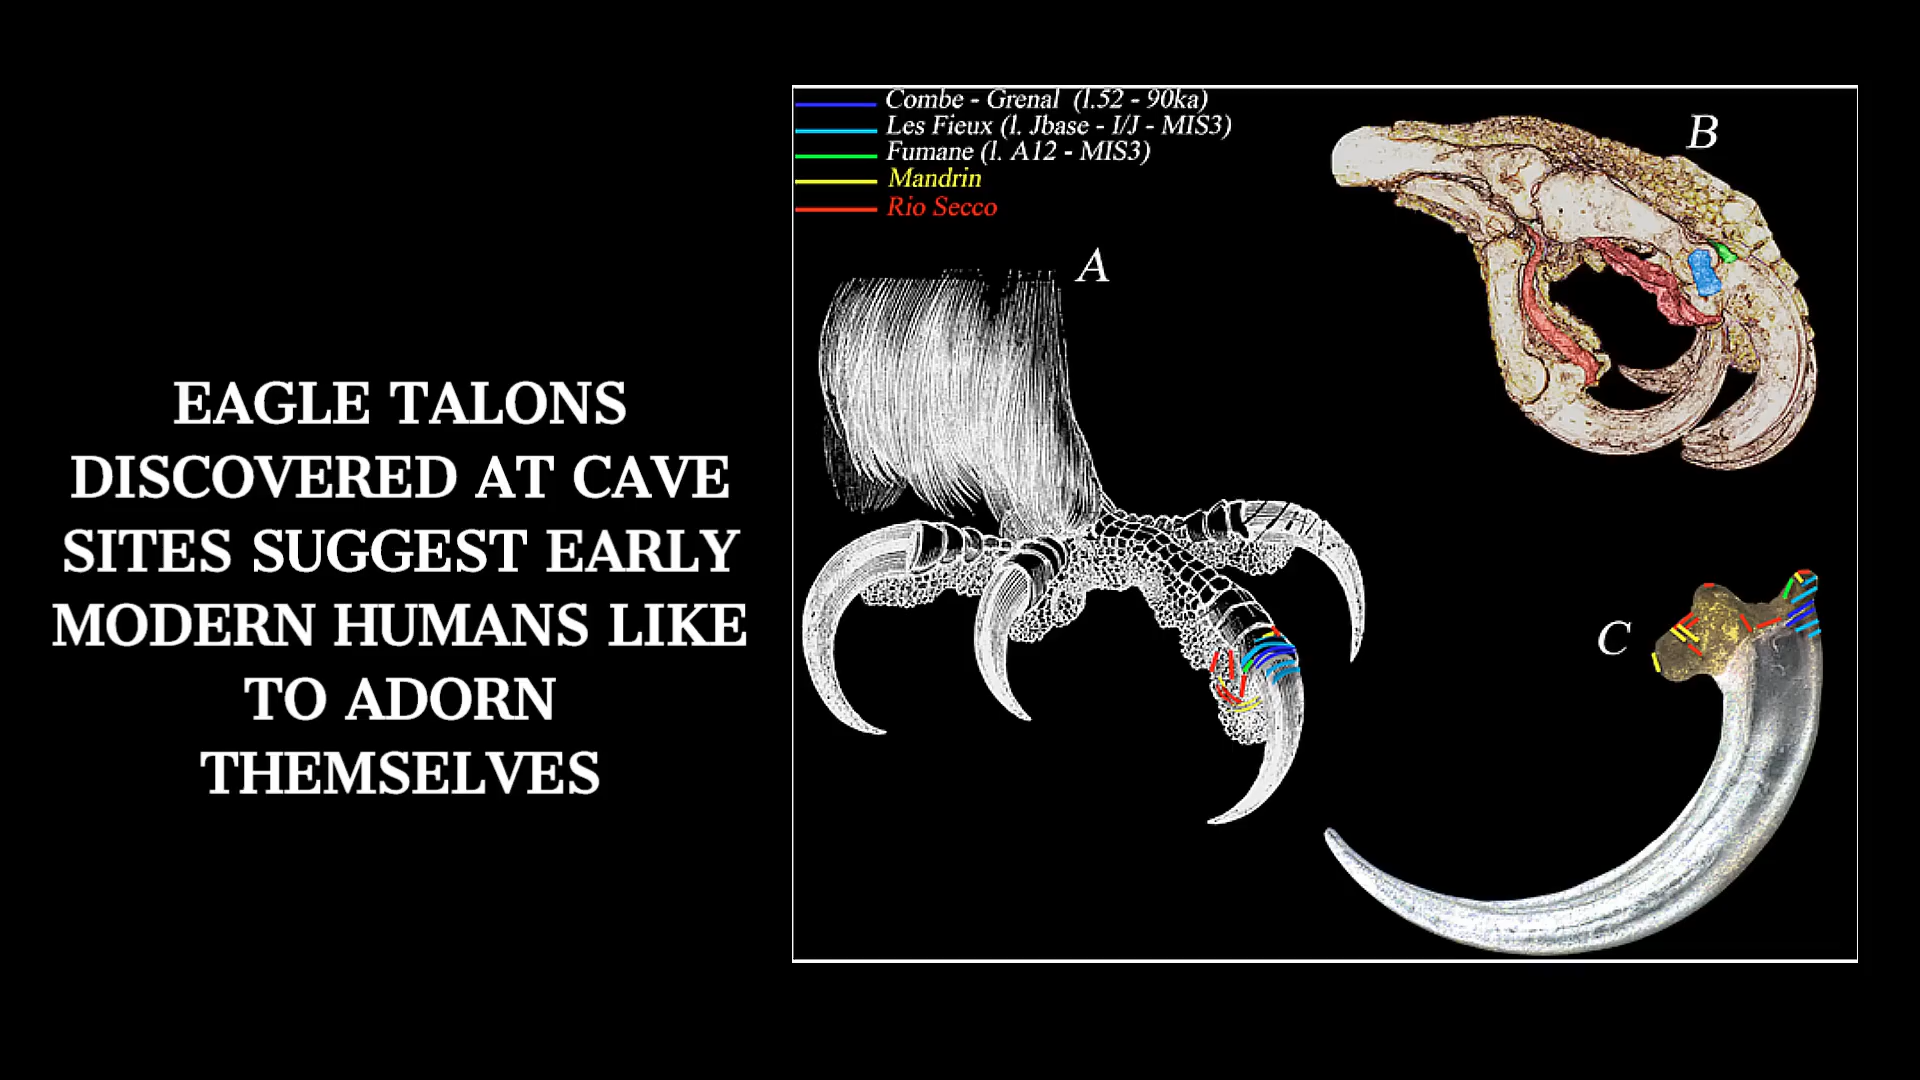 EAGLE TALONS
DISCOVERED AT CAVE
SITES SUGGEST EARLY
MODERN HUMANS LIKE
TO ADORN
THEMSELVES
Combe - Grenal (l.52 - 90ka)
Les Fieux (l. Jbase - I/J - MIS3)
Fumane (l. A12 - MIS3)
Mandrin
Rio Secco
A
B
C